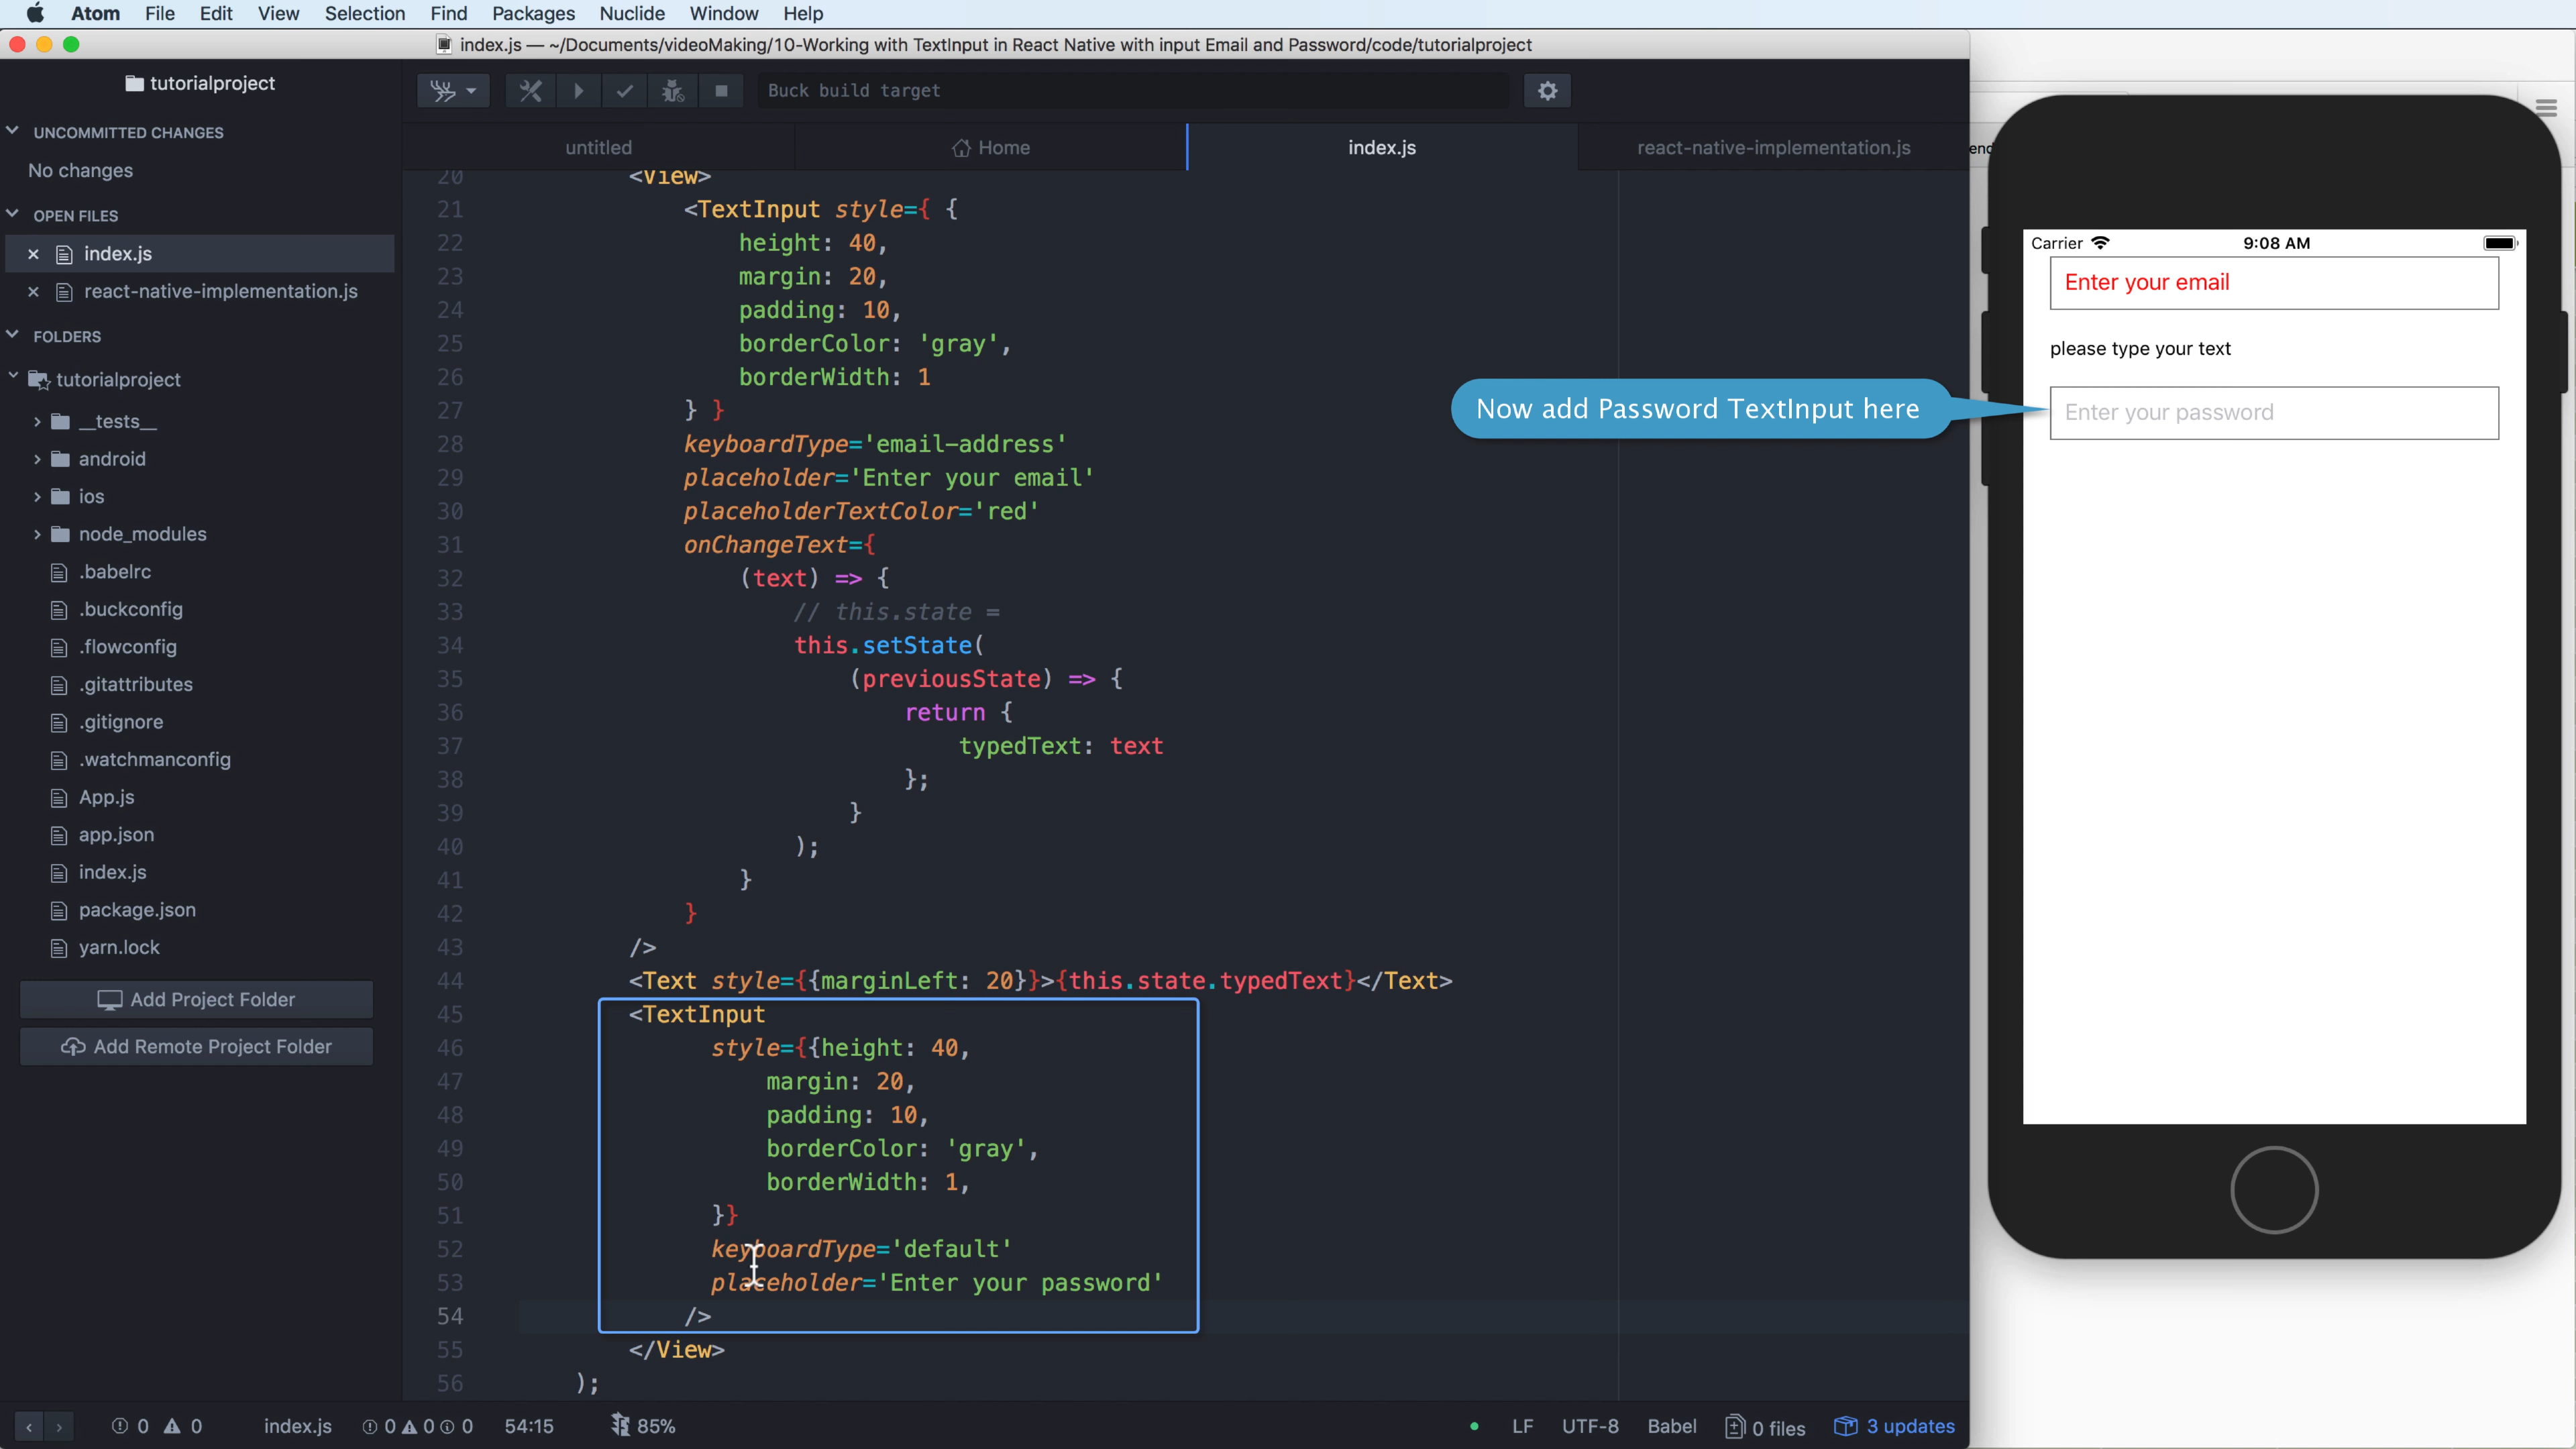 Atom File Edit View Selection Find Packages Nuclide Window Help
index.js — ~/Documents/videoMaking/10-Working with TextInput in React Native with input Email and Password/code/tutorialproject
tutorialproject
UNCOMMITTED CHANGES
No changes
OPEN FILES
index.js
react-native-implementation.js
FOLDERS
tutorialproject
__tests__
android
ios
node_modules
.babelrc
.buckconfig
.flowconfig
.gitattributes
.gitignore
.watchmanconfig
App.js
app.json
index.js
package.json
yarn.lock
Add Project Folder
Add Remote Project Folder
Buck build target
untitled Home index.js react-native-implementation.js
20 <View>
21 <TextInput style={ {
22 height: 40,
23 margin: 20,
24 padding: 10,
25 borderColor: 'gray',
26 borderWidth: 1
27 } }
28 keyboardType='email-address'
29 placeholder='Enter your email'
30 placeholderTextColor='red'
31 onChangeText={
32 (text) => {
33 // this.state =
34 this.setState(
35 (previousState) => {
36 return {
37 typedText: text
38 };
39 }
40 );
41 }
42 }
43 />
44 <Text style={{marginLeft: 20}}>{this.state.typedText}</Text>
45 <TextInput
46 style={{height: 40,
47 margin: 20,
48 padding: 10,
49 borderColor: 'gray',
50 borderWidth: 1,
51 }}
52 keyboardType='default'
53 placeholder='Enter your password'
54 />
55 </View>
56 );
Now add Password TextInput here
Carrier 9:08 AM
Enter your email
please type your text
Enter your password
0 0 index.js 0 0 0 54:15 85% LF UTF-8 Babel 0 files 3 updates